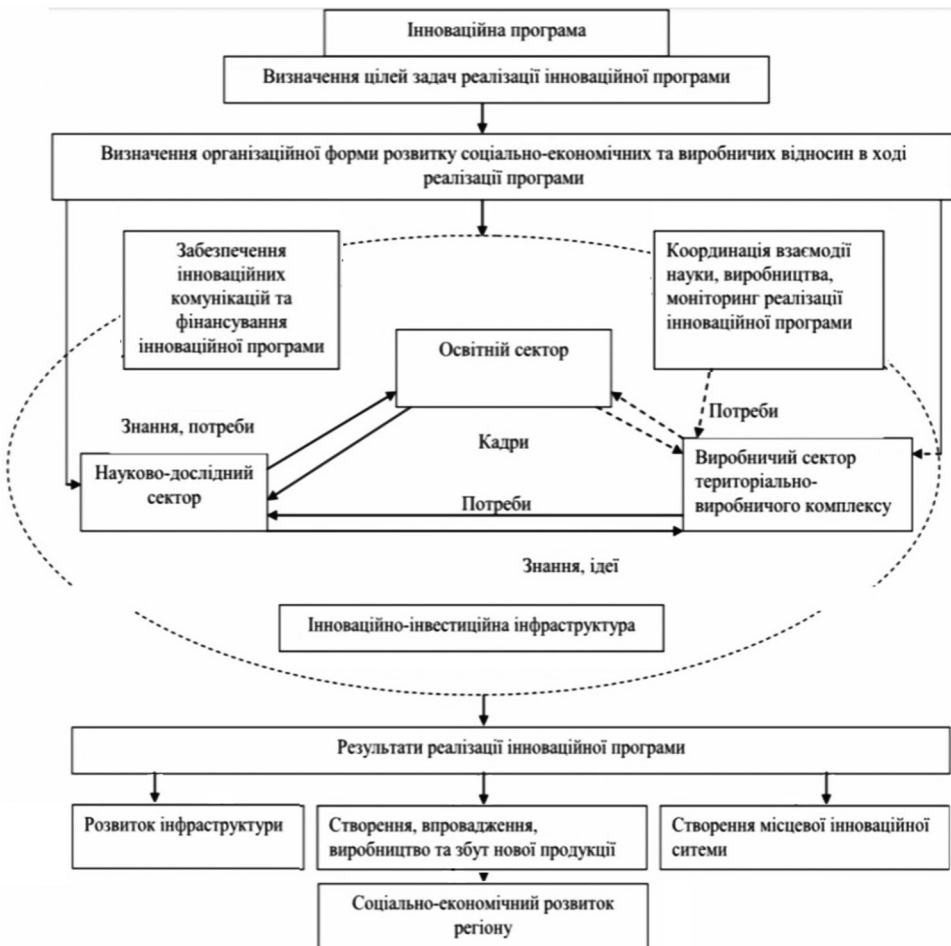 Інноваційна програма
Визначення цілей задач реалізації інноваційної програми
Визначення організаційної форми розвитку соціально-економічних та виробничих відносин в ході
реалізації програми
Забезпечення
інноваційних
комунікацій та
фінансування
інноваційної програми
Координація взаємодії
науки, виробництва,
моніторинг реалізації
інноваційної програми
Освітній сектор
Потреби
Знання, потреби
Кадри
Науково-дослідний
сектор
Виробничий сектор
територіально-
виробничого комплексу
Потреби
Знання, ідеї
Інноваційно-інвестиційна інфраструктура
Результати реалізації інноваційної програми
Розвиток інфраструктури
Створення, впровадження,
виробництво та збут нової продукції
Створення місцевої інноваційної
ситеми
Соціально-економічний розвиток
регіону